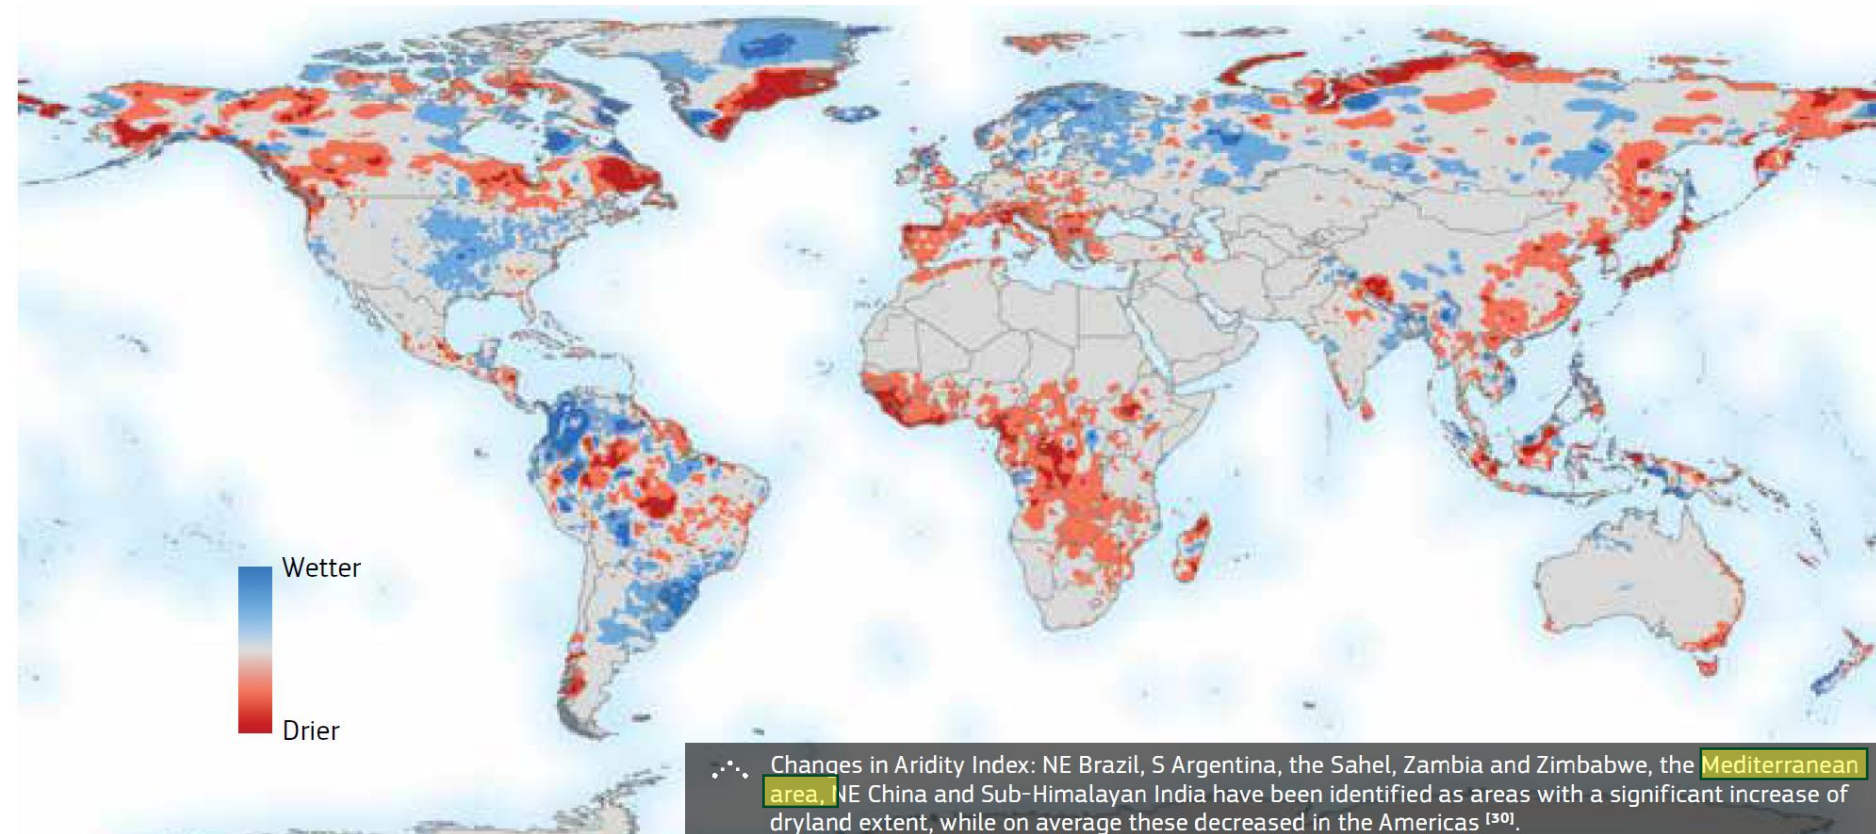 Wetter
Drier
Changes in Aridity Index: NE Brazil, S Argentina, the Sahel, Zambia and Zimbabwe, the Mediterranean
area, NE China and Sub-Himalayan India have been identified as areas with a significant increase of
dryland extent, while on average these decreased in the Americas [30].